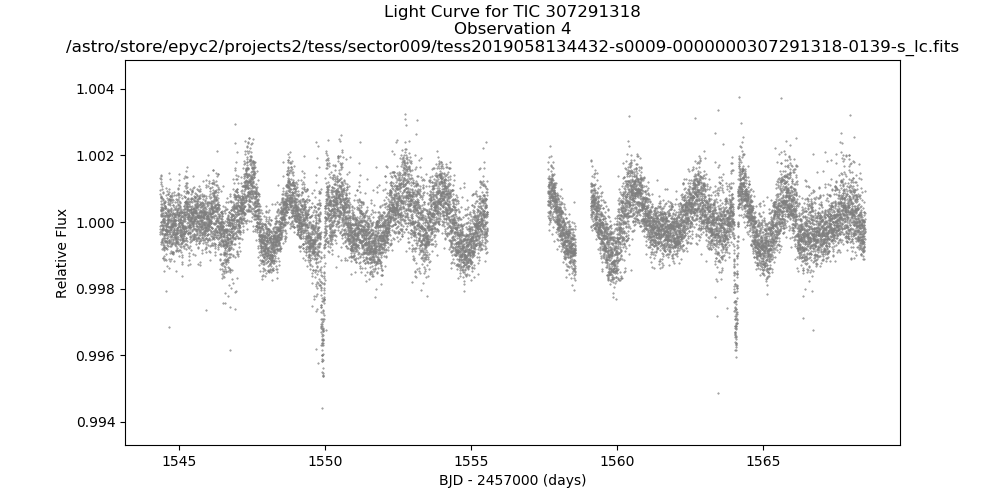 Light Curve for TIC 307291318
Observation 4
/astro/store/epyc2/projects2/tess/sector009/tess2019058134432-s0009-0000000307291318-0139-s_lc.fits
1.004
1.002
1.000
0.998
0.996
0.994
Relative Flux
1545
1550
1555
1560
1565
BJD - 2457000 (days)